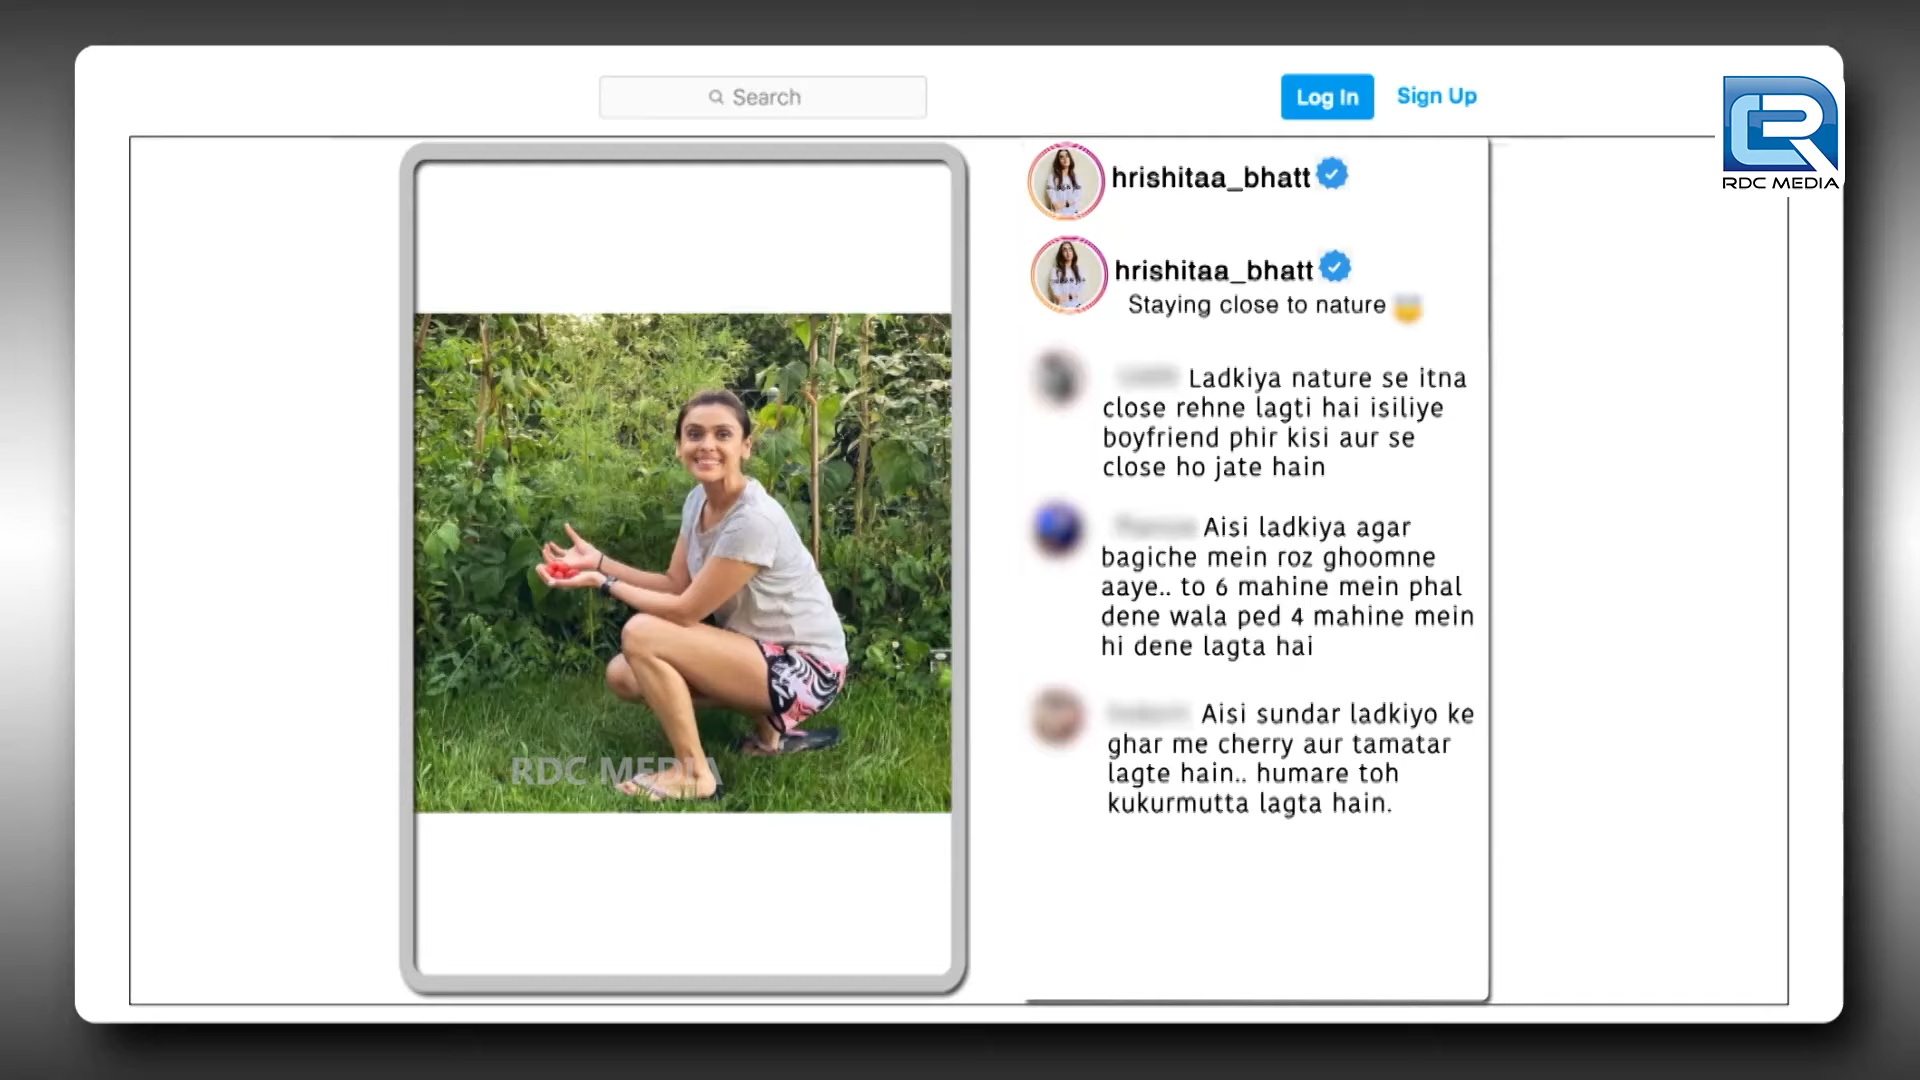 Search
Log In
Sign Up
RDC MEDIA
hrishitaa_bhatt
hrishitaa_bhatt
Staying close to nature
Ladkiya nature se itna
close rehne lagti hai isiliye
boyfriend phir kisi aur se
close ho jate hain
Aisi ladkiya agar
bagiche mein roz ghoomne
aaye.. to 6 mahine mein phal
dene wala ped 4 mahine mein
hi dene lagta hai
Aisi sundar ladkiyo ke
ghar me cherry aur tamatar
lagte hain.. humare toh
kukurmutta lagta hain.
RDC MEDIA